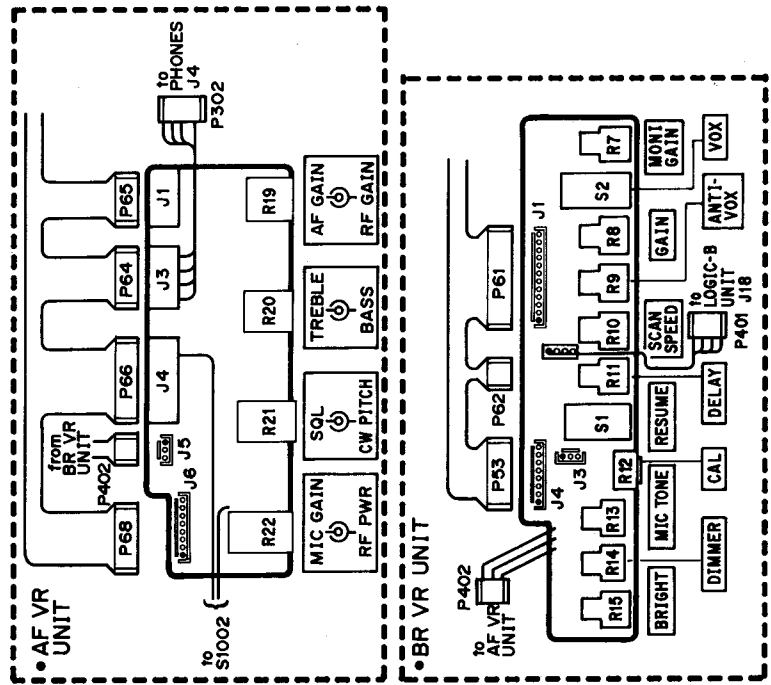 • AF VR
UNIT
P68
from
BR VR
UNIT
P402
P66
P64
P65
to
PHONES
J4
P302
J6
J5
J4
J3
J1
to
S1002
R22
R21
R20
R19
MIC GAIN
RF PWR
SQL
CW PITCH
TREBLE
BASS
AF GAIN
RF GAIN
• BR VR UNIT
P402
to
AF VR
UNIT
P53
P62
P61
J4
J3
J1
R15
R14
R13
R12
S1
R11
R10
R9
R8
S2
R7
BRIGHT
MIC TONE
RESUME
SCAN
SPEED
GAIN
MONI
GAIN
DIMMER
CAL
DELAY
P401
to
LOGIC-B
UNIT
J18
ANTI-
VOX
VOX